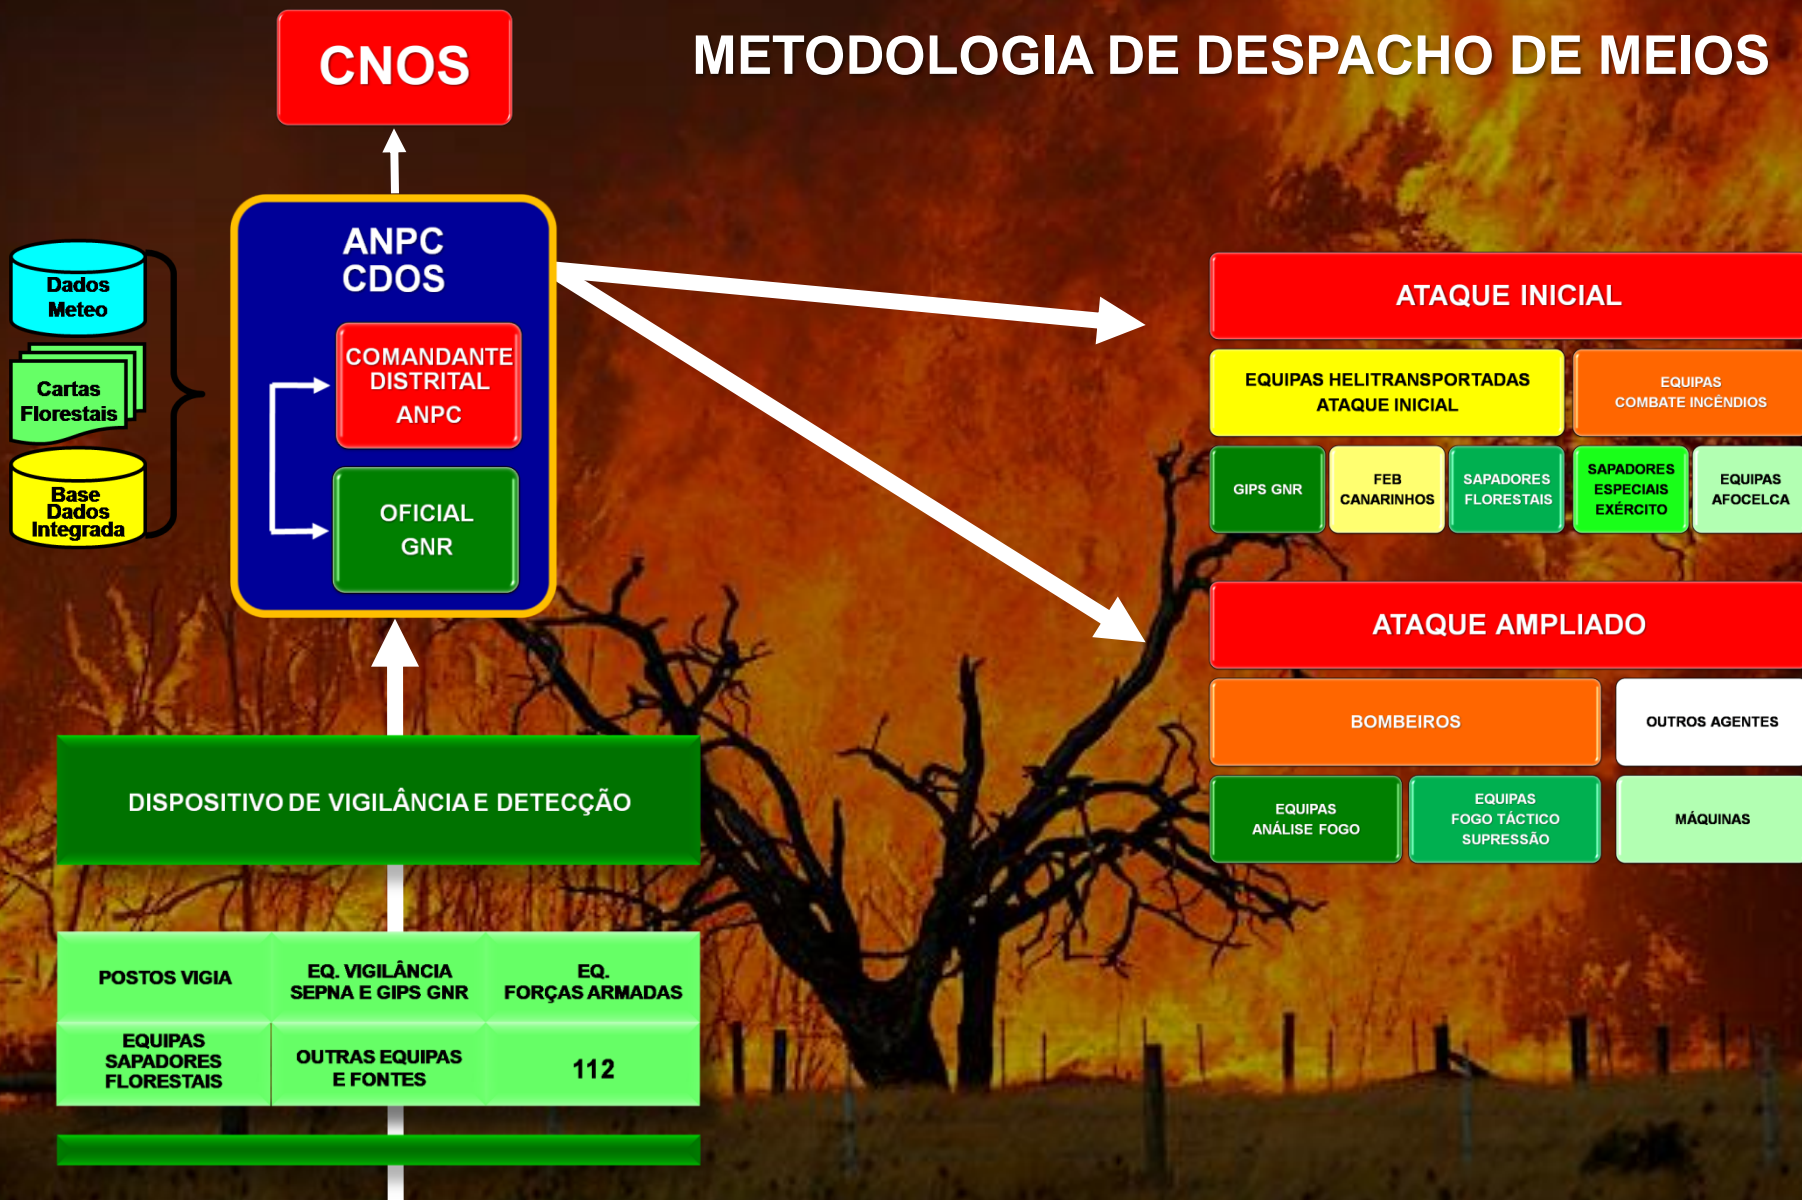 CNOS
METODOLOGIA DE DESPACHO DE MEIOS
ANPC
CDOS
Dados
Meteo
Cartas
Florestais
Base
Dados
Integrada
COMANDANTE
DISTRITAL
ANPC
OFICIAL
GNR
ATAQUE INICIAL
EQUIPAS HELITRANSPORTADAS
ATAQUE INICIAL
EQUIPAS
COMBATE INCÊNDIOS
GIPS GNR
FEB
CANARINHOS
SAPADORES
FLORESTAIS
SAPADORES
ESPECIAIS
EXÉRCITO
EQUIPAS
AFOCELCA
ATAQUE AMPLIADO
BOMBEIROS
OUTROS AGENTES
EQUIPAS
ANÁLISE FOGO
EQUIPAS
FOGO TÁCTICO
SUPRESSÃO
MÁQUINAS
DISPOSITIVO DE VIGILÂNCIA E DETECÇÃO
POSTOS VIGIA
EQ. VIGILÂNCIA
SEPNA E GIPS GNR
EQ.
FORÇAS ARMADAS
EQUIPAS
SAPADORES
FLORESTAIS
OUTRAS EQUIPAS
E FONTES
112